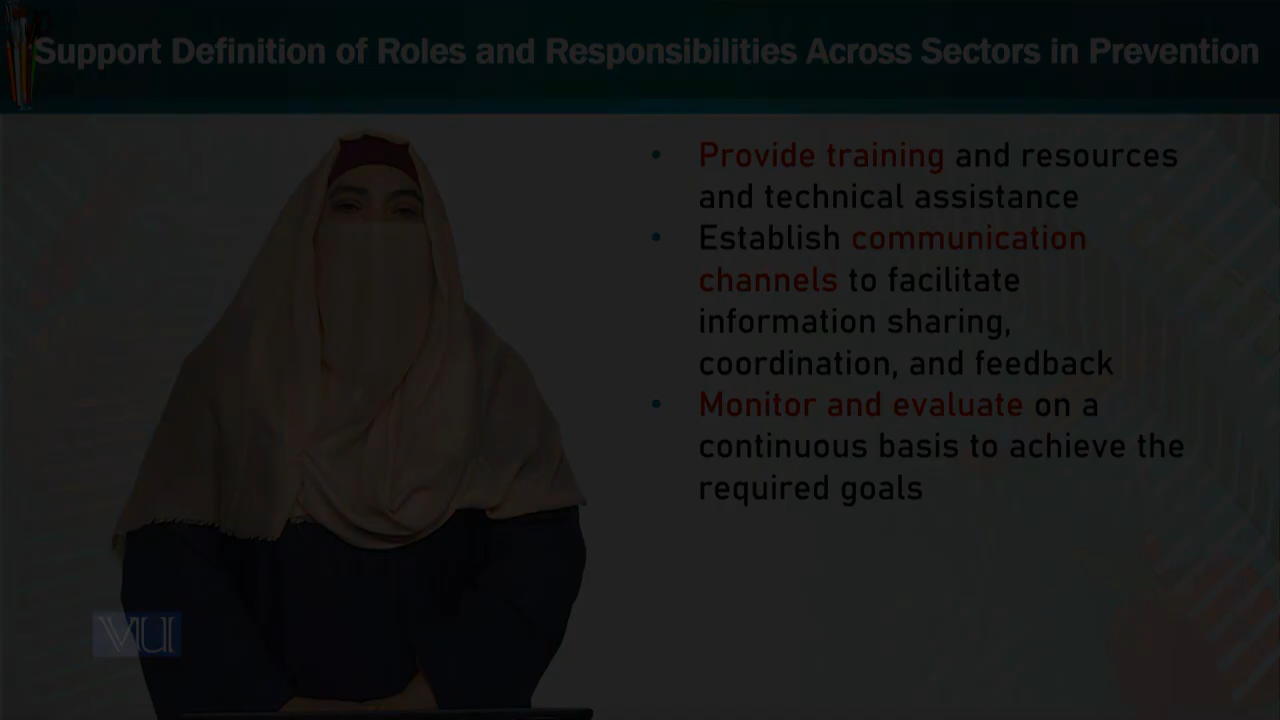 Support Definition of Roles and Responsibilities Across Sectors in Prevention
• Provide training and resources
and technical assistance
• Establish communication
channels to facilitate
information sharing,
coordination, and feedback
• Monitor and evaluate on a
continuous basis to achieve the
required goals
VU